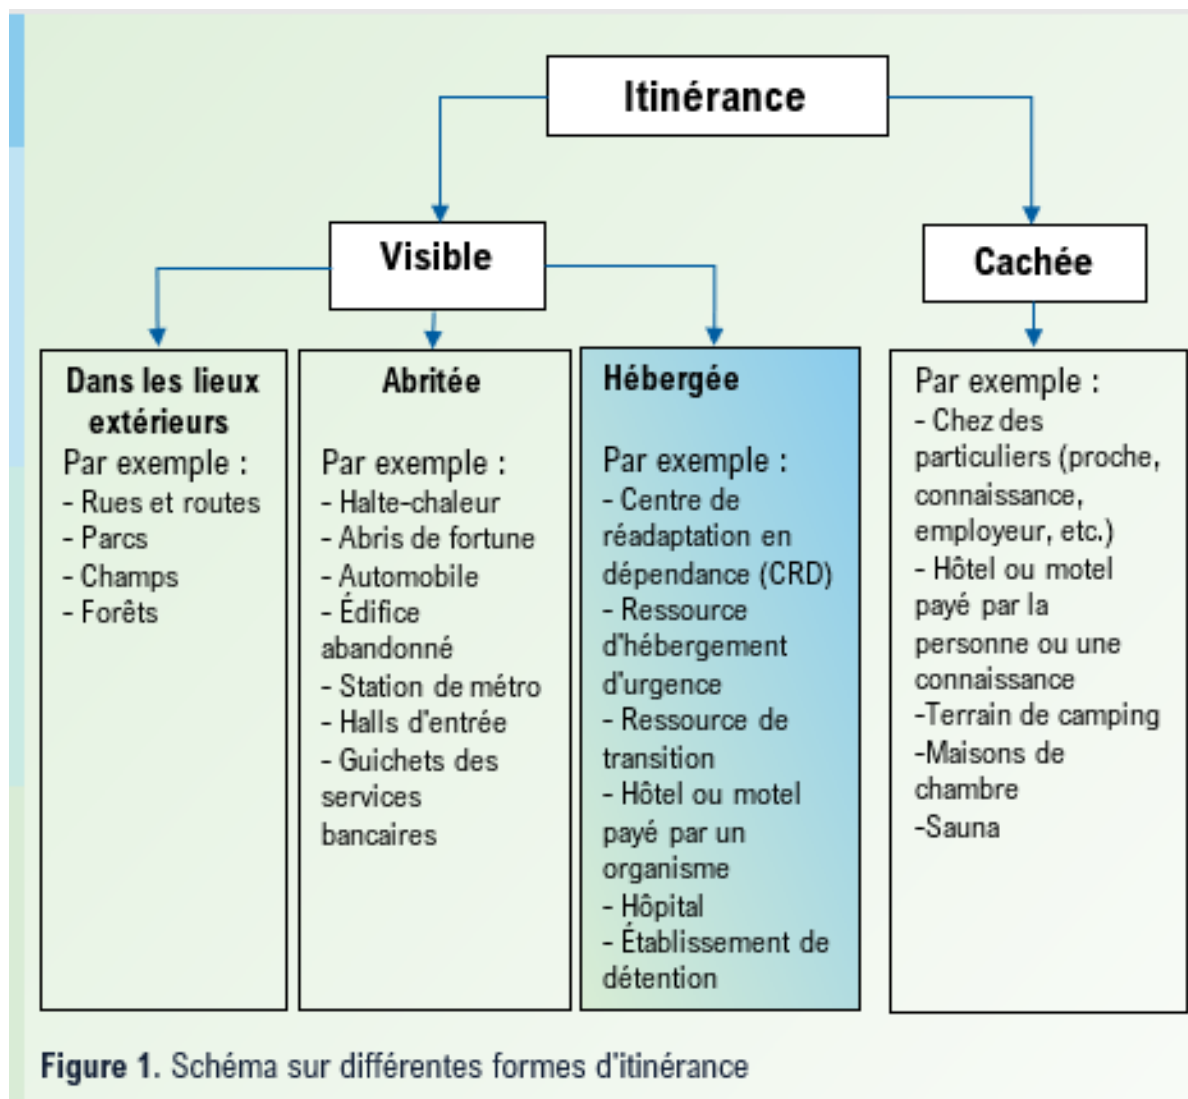 Itinérance
Visible
Cachée
Dans les lieux
extérieurs
Par exemple :
- Rues et routes
- Parcs
- Champs
- Forêts
Abritée
Par exemple :
- Halte-chaleur
- Abris de fortune
- Automobile
- Édifice
abandonné
- Station de métro
- Halls d'entrée
- Guichets des
services
bancaires
Hébergée
Par exemple :
- Centre de
réadaptation en
dépendance (CRD)
- Ressource
d'hébergement
d'urgence
- Ressource de
transition
- Hôtel ou motel
payé par un
organisme
- Hôpital
- Établissement de
détention
Par exemple :
- Chez des
particuliers (proche,
connaissance,
employeur, etc.)
- Hôtel ou motel
payé par la
personne ou une
connaissance
-Terrain de camping
-Maisons de
chambre
-Sauna
Figure 1. Schéma sur différentes formes d'itinérance